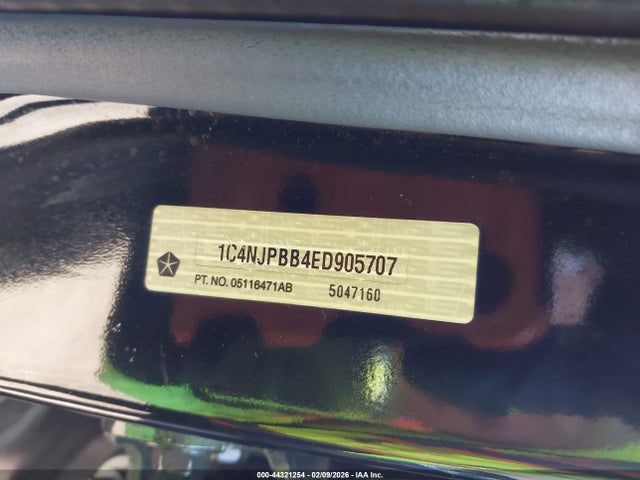 1C4NJPBB4ED905707
PT. NO. 05116471AB 5047160
000-44321254 - 02/09/2026 - IAA Inc.